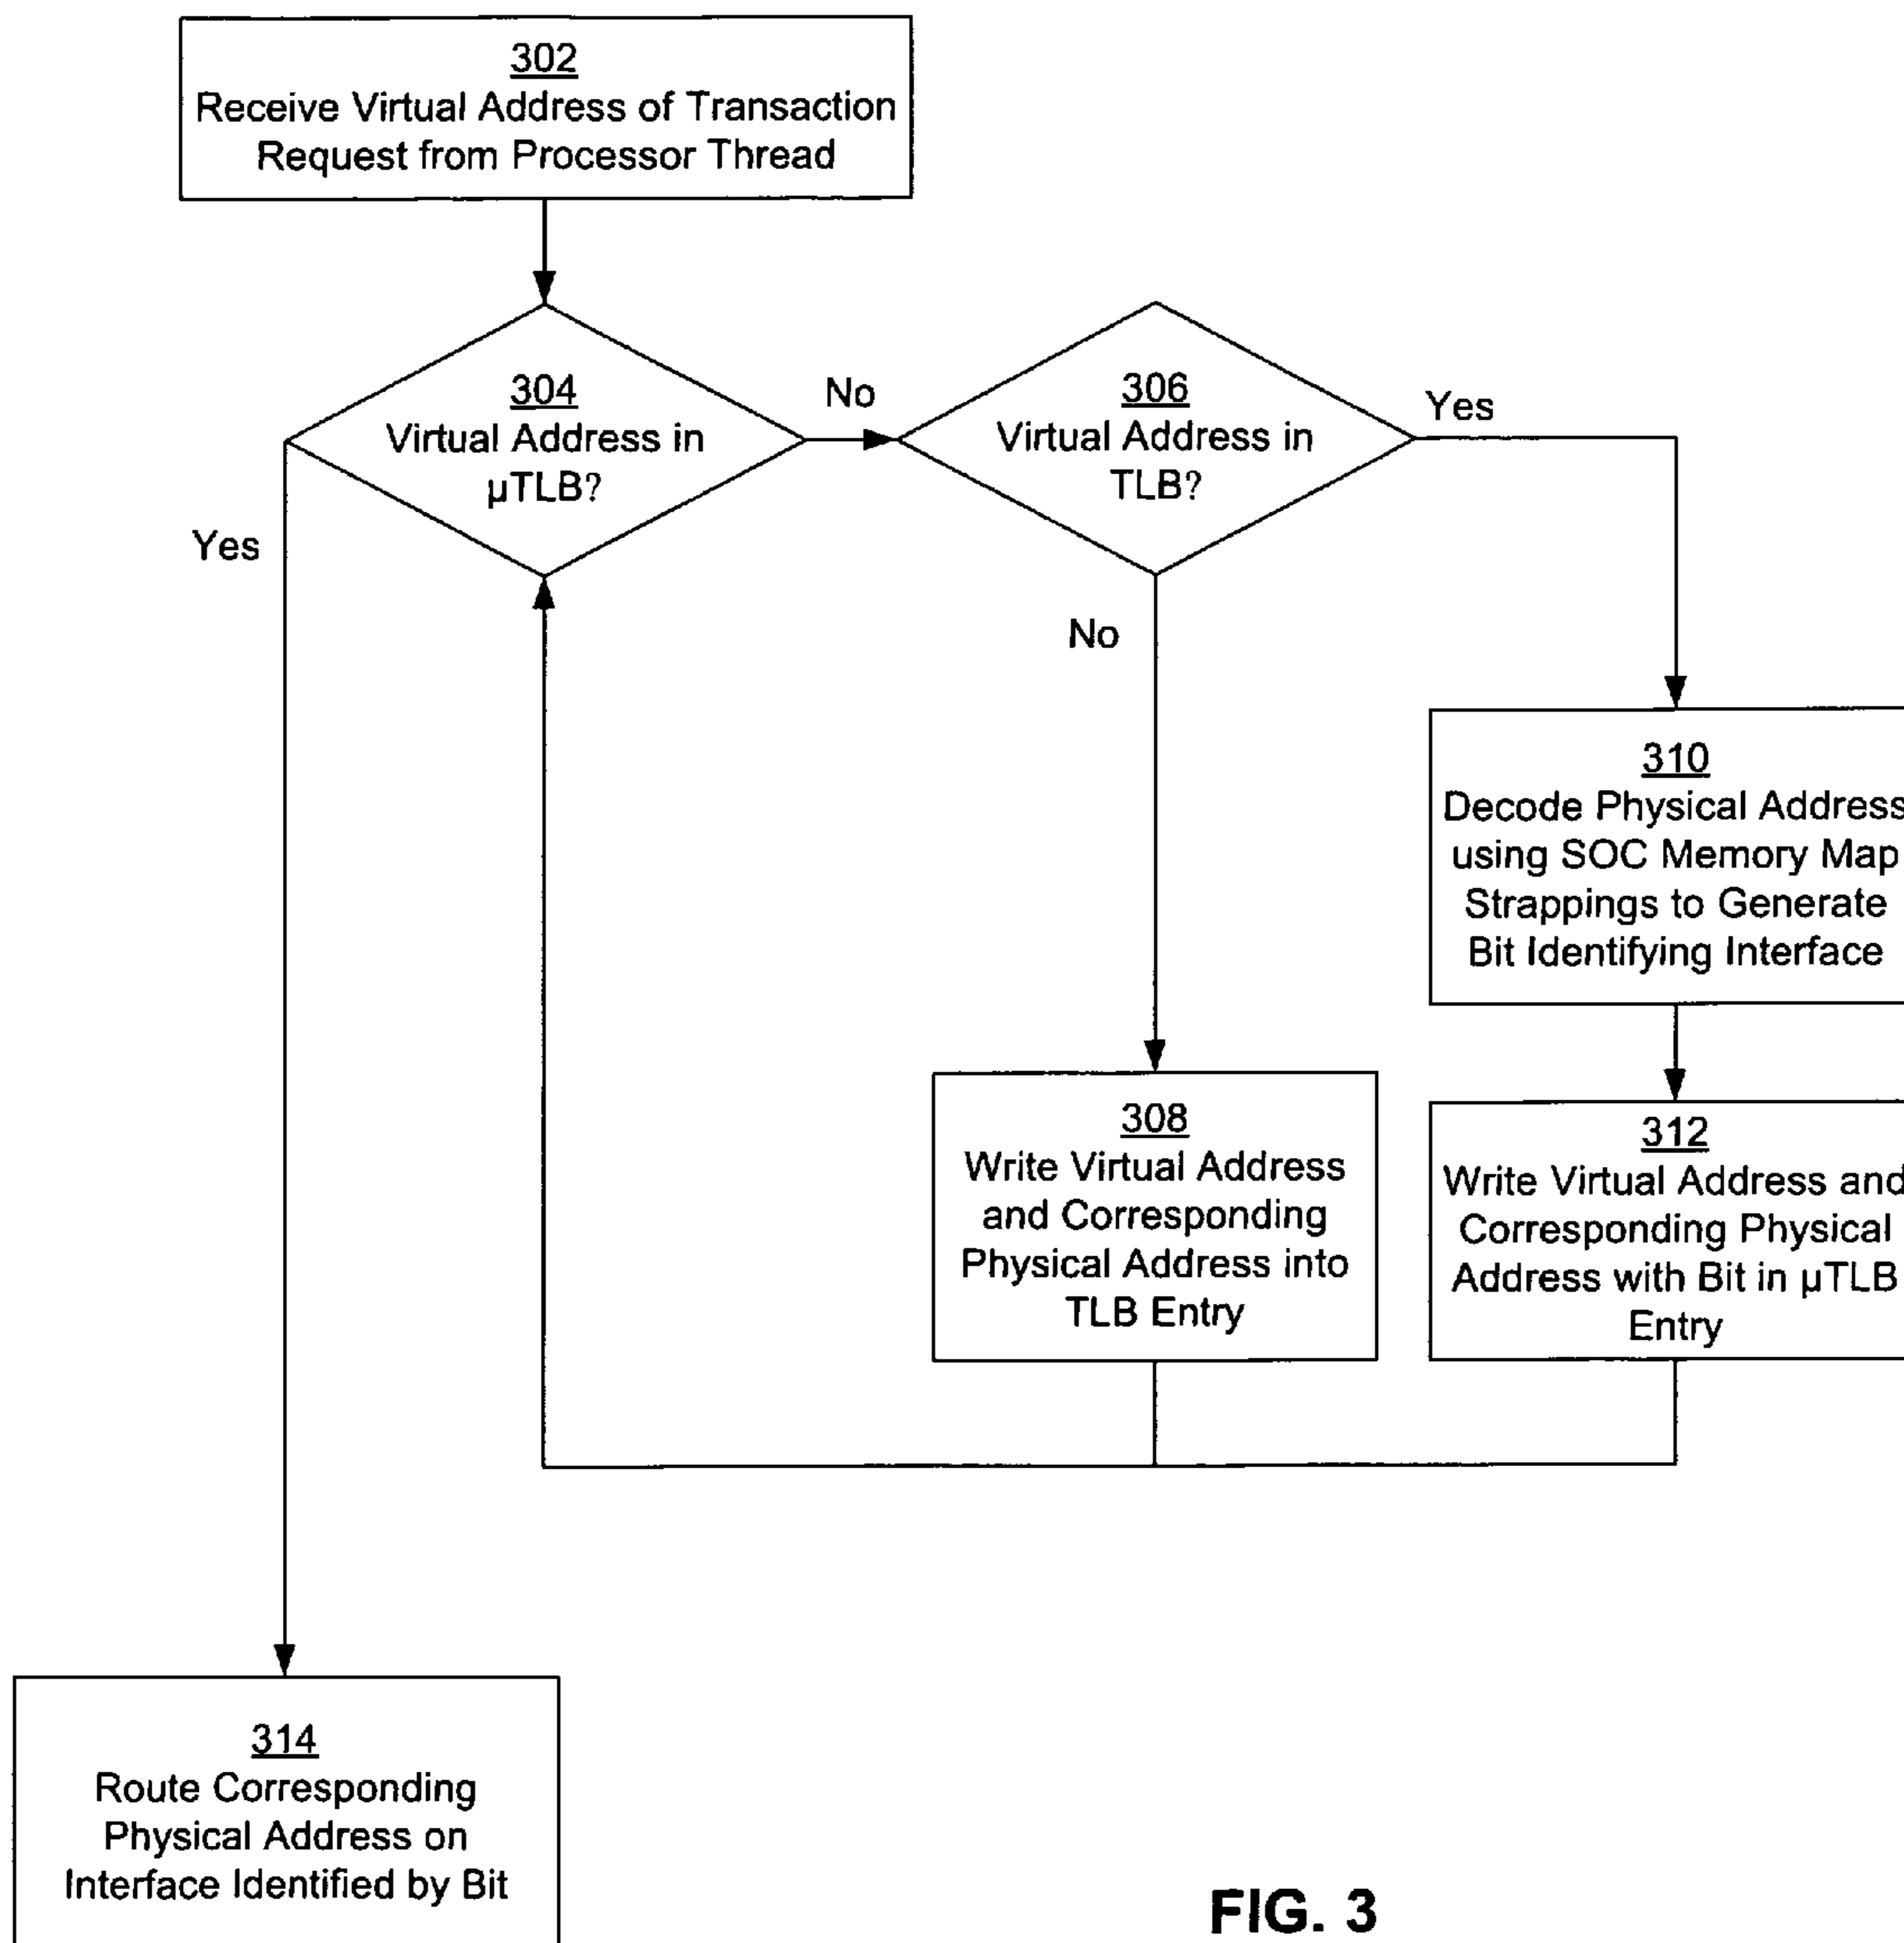 302
Receive Virtual Address of Transaction
Request from Processor Thread
304
Virtual Address in
µTLB?
No
306
Virtual Address in
TLB?
Yes
Yes
No
310
Decode Physical Address
using SOC Memory Map
Strappings to Generate
Bit Identifying Interface
308
Write Virtual Address
and Corresponding
Physical Address into
TLB Entry
312
Write Virtual Address and
Corresponding Physical
Address with Bit in µTLB
Entry
314
Route Corresponding
Physical Address on
Interface Identified by Bit
FIG. 3